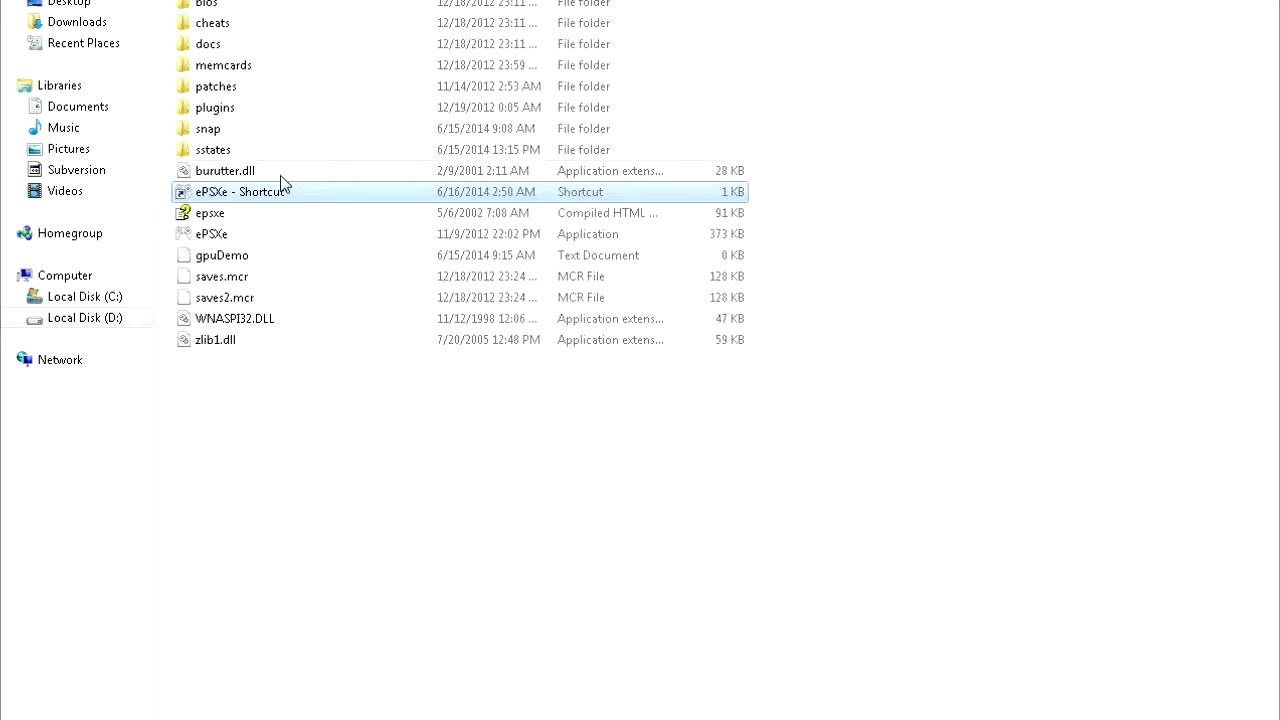 Desktop
Downloads
Recent Places
Libraries
Documents
Music
Pictures
Subversion
Videos
Homegroup
Computer
Local Disk (C:)
Local Disk (D:)
Network
bios 12/18/2012 23:11 ... File folder
cheats 12/18/2012 23:11 ... File folder
docs 12/18/2012 23:11 ... File folder
memcards 12/18/2012 23:59 ... File folder
patches 11/14/2012 2:53 AM File folder
plugins 12/19/2012 0:05 AM File folder
snap 6/15/2014 9:08 AM File folder
sstates 6/15/2014 13:15 PM File folder
burutter.dll 2/9/2001 2:11 AM Application extens... 28 KB
ePSXe - Shortcut 6/16/2014 2:50 AM Shortcut 1 KB
epsxe 5/6/2002 7:08 AM Compiled HTML ... 91 KB
ePSXe 11/9/2012 22:02 PM Application 373 KB
gpuDemo 6/15/2014 9:15 AM Text Document 0 KB
saves.mcr 12/18/2012 23:24 ... MCR File 128 KB
saves2.mcr 12/18/2012 23:24 ... MCR File 128 KB
WNASPI32.DLL 11/12/1998 12:06 ... Application extens... 47 KB
zlib1.dll 7/20/2005 12:48 PM Application extens... 59 KB